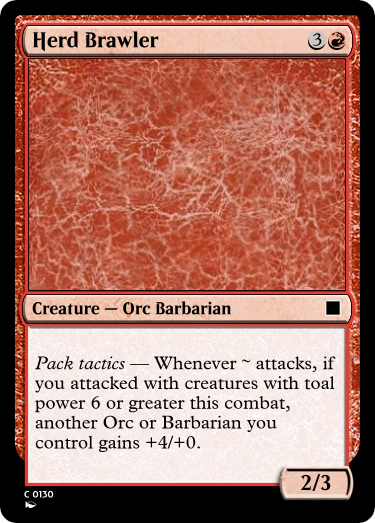 Herd Brawler 3
Creature — Orc Barbarian
Pack tactics — Whenever ~ attacks, if
you attacked with creatures with toal
power 6 or greater this combat,
another Orc or Barbarian you
control gains +4/+0.
2/3
C 0130